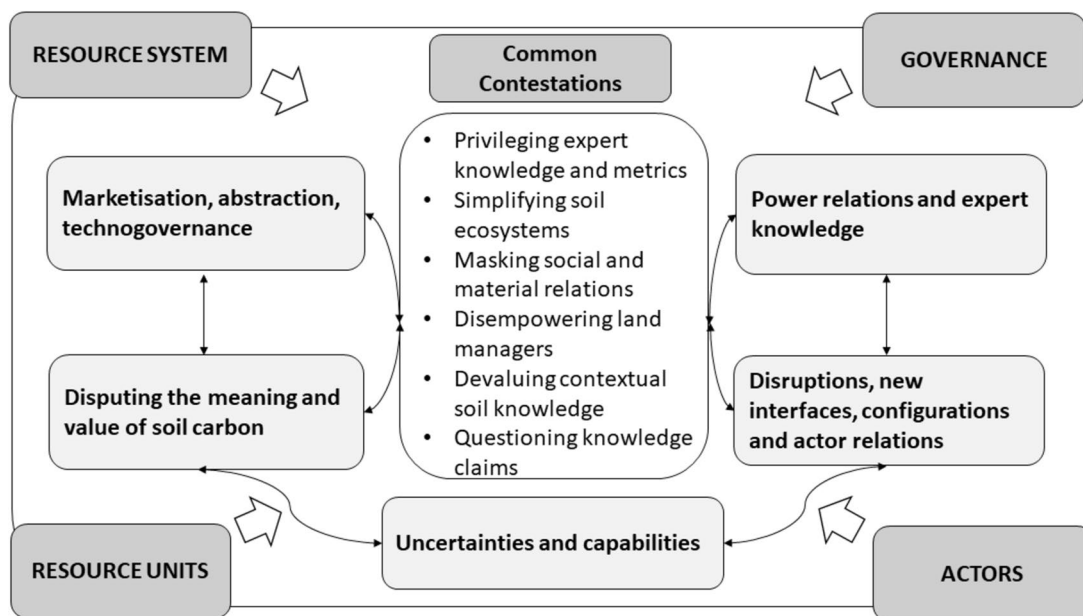 RESOURCE SYSTEM
Common
Contestations
GOVERNANCE
Marketisation, abstraction,
technogovernance
• Privileging expert
knowledge and metrics
• Simplifying soil
ecosystems
• Masking social and
material relations
• Disempowering land
managers
• Devaluing contextual
soil knowledge
• Questioning knowledge
claims
Power relations and expert
knowledge
Disputing the meaning and
value of soil carbon
Disruptions, new
interfaces, configurations
and actor relations
Uncertainties and capabilities
RESOURCE UNITS
ACTORS